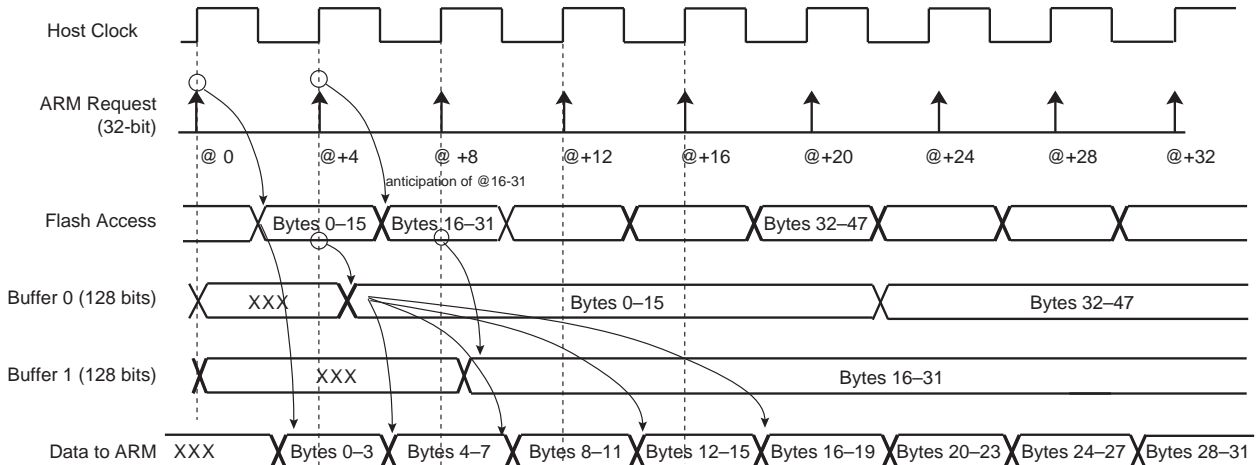 Host Clock
ARM Request
(32-bit)
@ 0 @+4 @ +8 @+12 @+16 @+20 @+24 @+28 @+32
anticipation of @16-31
Flash Access Bytes 0–15 Bytes 16–31 Bytes 32–47
Buffer 0 (128 bits) XXX Bytes 0–15 Bytes 32–47
Buffer 1 (128 bits) XXX Bytes 16–31
Data to ARM XXX Bytes 0–3 Bytes 4–7 Bytes 8–11 Bytes 12–15 Bytes 16–19 Bytes 20–23 Bytes 24–27 Bytes 28–31